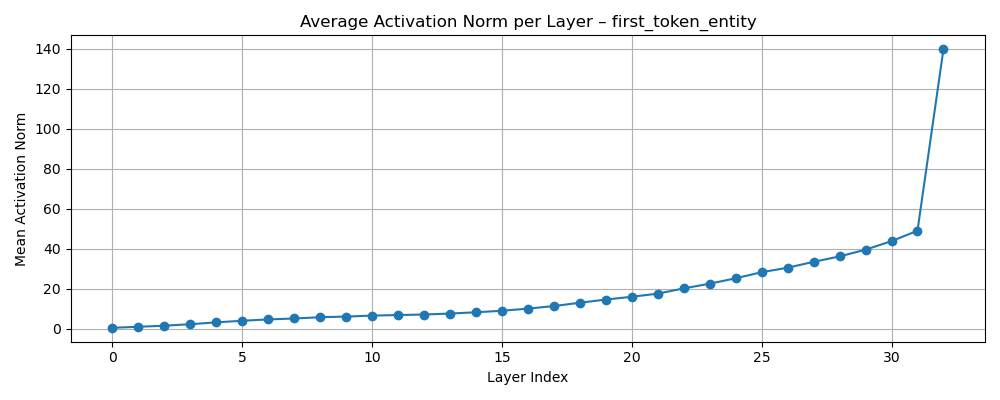 Average Activation Norm per Layer – first_token_entity
140
120
100
80
60
40
20
0
Mean Activation Norm
0 5 10 15 20 25 30
Layer Index